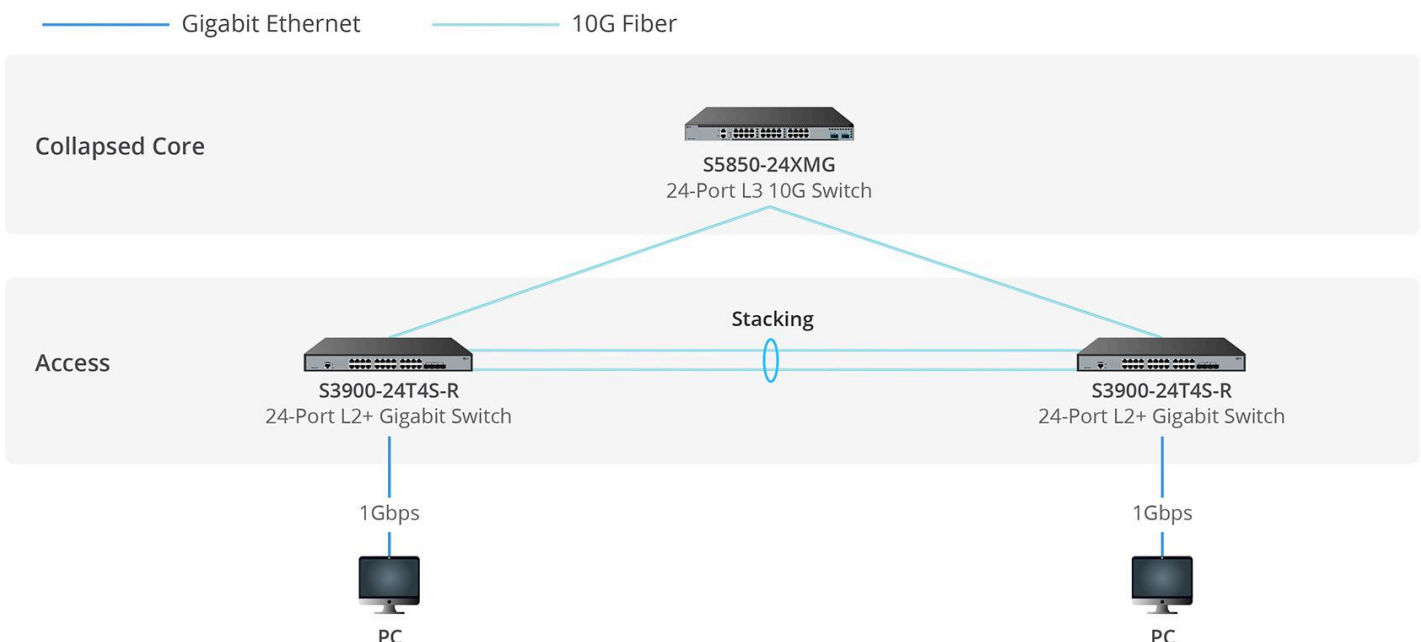 Gigabit Ethernet
10G Fiber
Collapsed Core
S5850-24XMG
24-Port L3 10G Switch
Stacking
Access
S3900-24T4S-R
24-Port L2+ Gigabit Switch
S3900-24T4S-R
24-Port L2+ Gigabit Switch
1Gbps
1Gbps
PC
PC